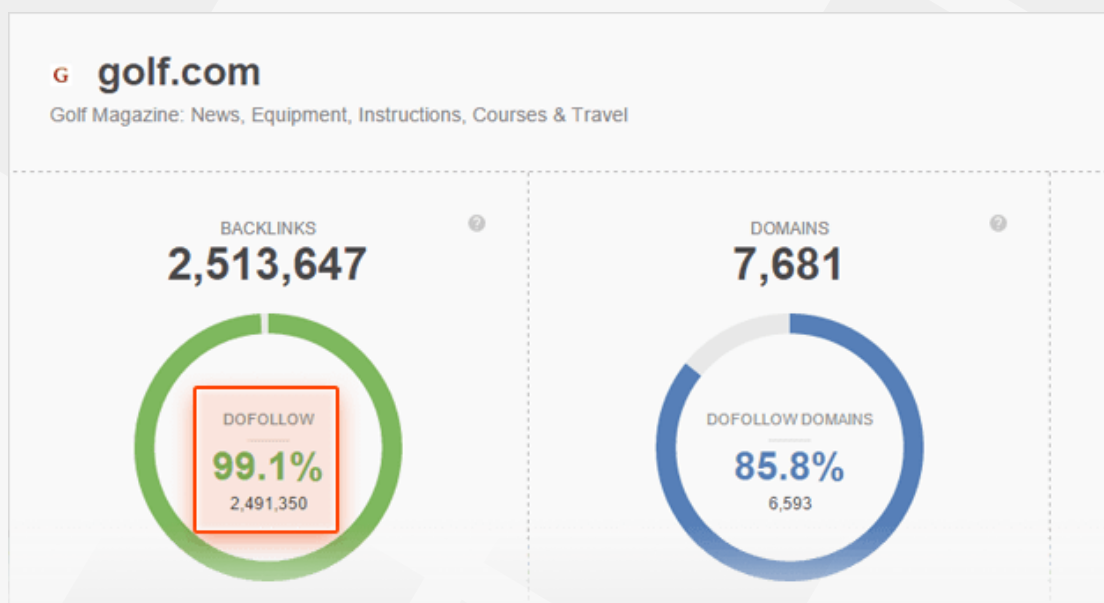 G golf.com
Golf Magazine: News, Equipment, Instructions, Courses & Travel
BACKLINKS ?
2,513,647
DOFOLLOW
99.1%
2,491,350
DOMAINS ?
7,681
DOFOLLOW DOMAINS
85.8%
6,593